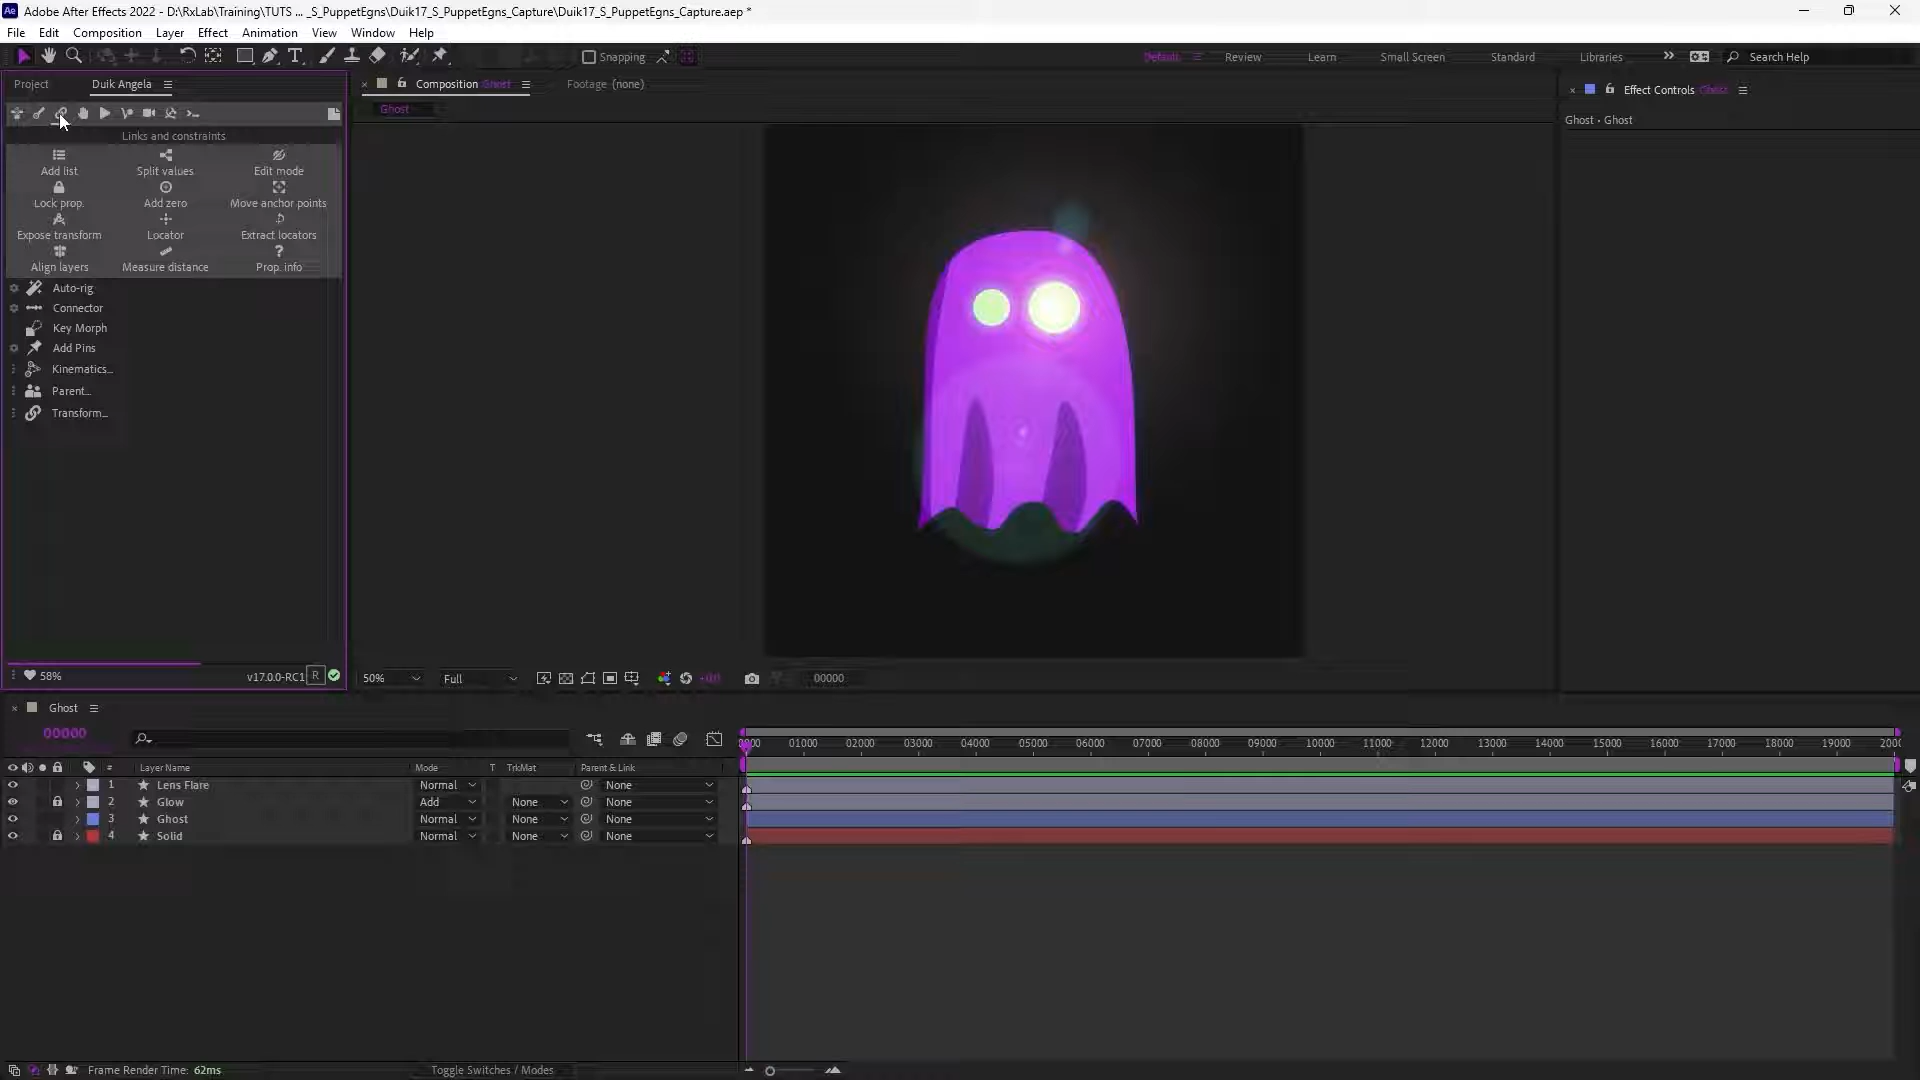 Adobe After Effects 2022 - D:\RxLab\Training\TUTS ... _S_PuppetEgns\Duik17_S_PuppetEgns_Capture\Duik17_S_PuppetEgns_Capture.aep *
File Edit Composition Layer Effect Animation View Window Help
Snapping Default Review Learn Small Screen Standard Libraries Search Help
Project Duik Angela Composition Ghost Footage (none) Effect Controls Ghost
Ghost
Ghost • Ghost
Links and constraints
Add list Split values Edit mode
Lock prop. Add zero Move anchor points
Expose transform Locator Extract locators
Align layers Measure distance Prop. info
Auto-rig
Connector
Key Morph
Add Pins
Kinematics...
Parent...
Transform...
58% v17.0.0-RC1 R 50% Full +0.0 00000
Ghost
00000
01000 02000 03000 04000 05000 06000 07000 08000 09000 10000 11000 12000 13000 14000 15000 16000 17000 18000 19000
# Layer Name Mode T TrkMat Parent & Link
1 Lens Flare Normal None
2 Glow Add None None
3 Ghost Normal None None
4 Solid Normal None None
Frame Render Time: 62ms Toggle Switches / Modes